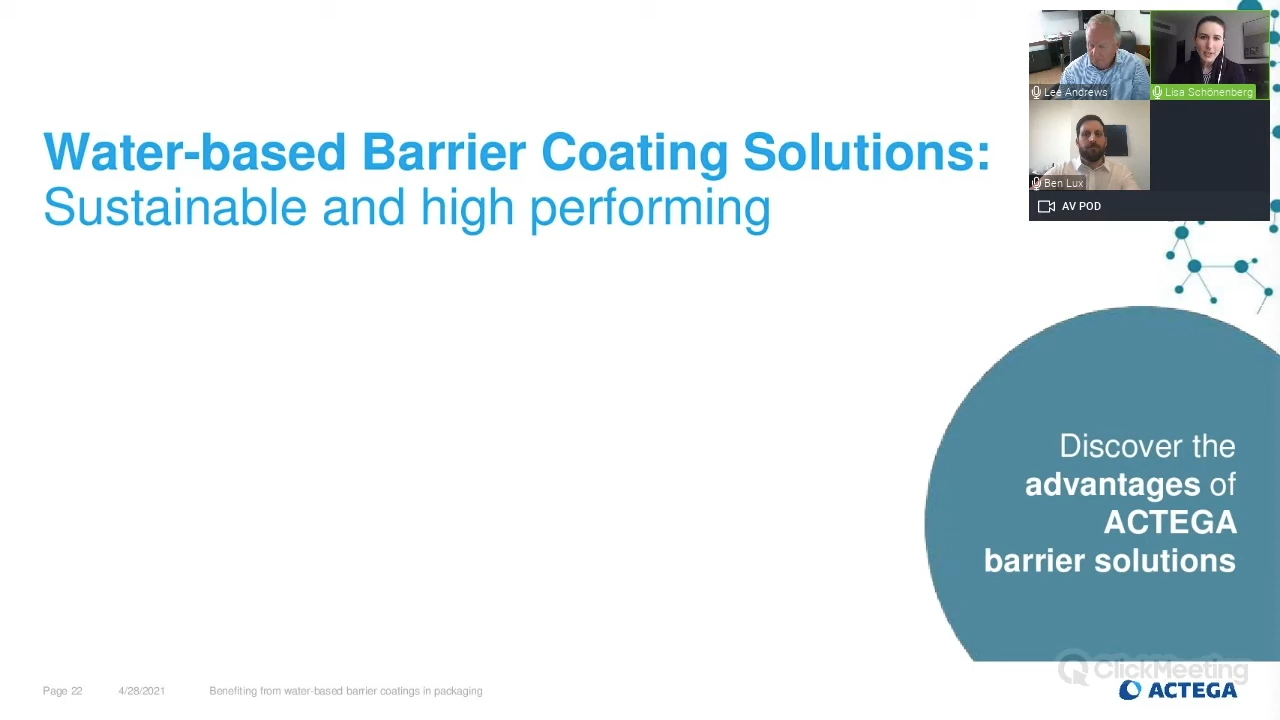 Water-based Barrier Coating Solutions:
Sustainable and high performing
Lee Andrews
Lisa Schönenberg
Ben Lux
AV POD
Discover the
advantages of
ACTEGA
barrier solutions
ClickMeeting
Page 22
4/28/2021
Benefiting from water-based barrier coatings in packaging
ACTEGA